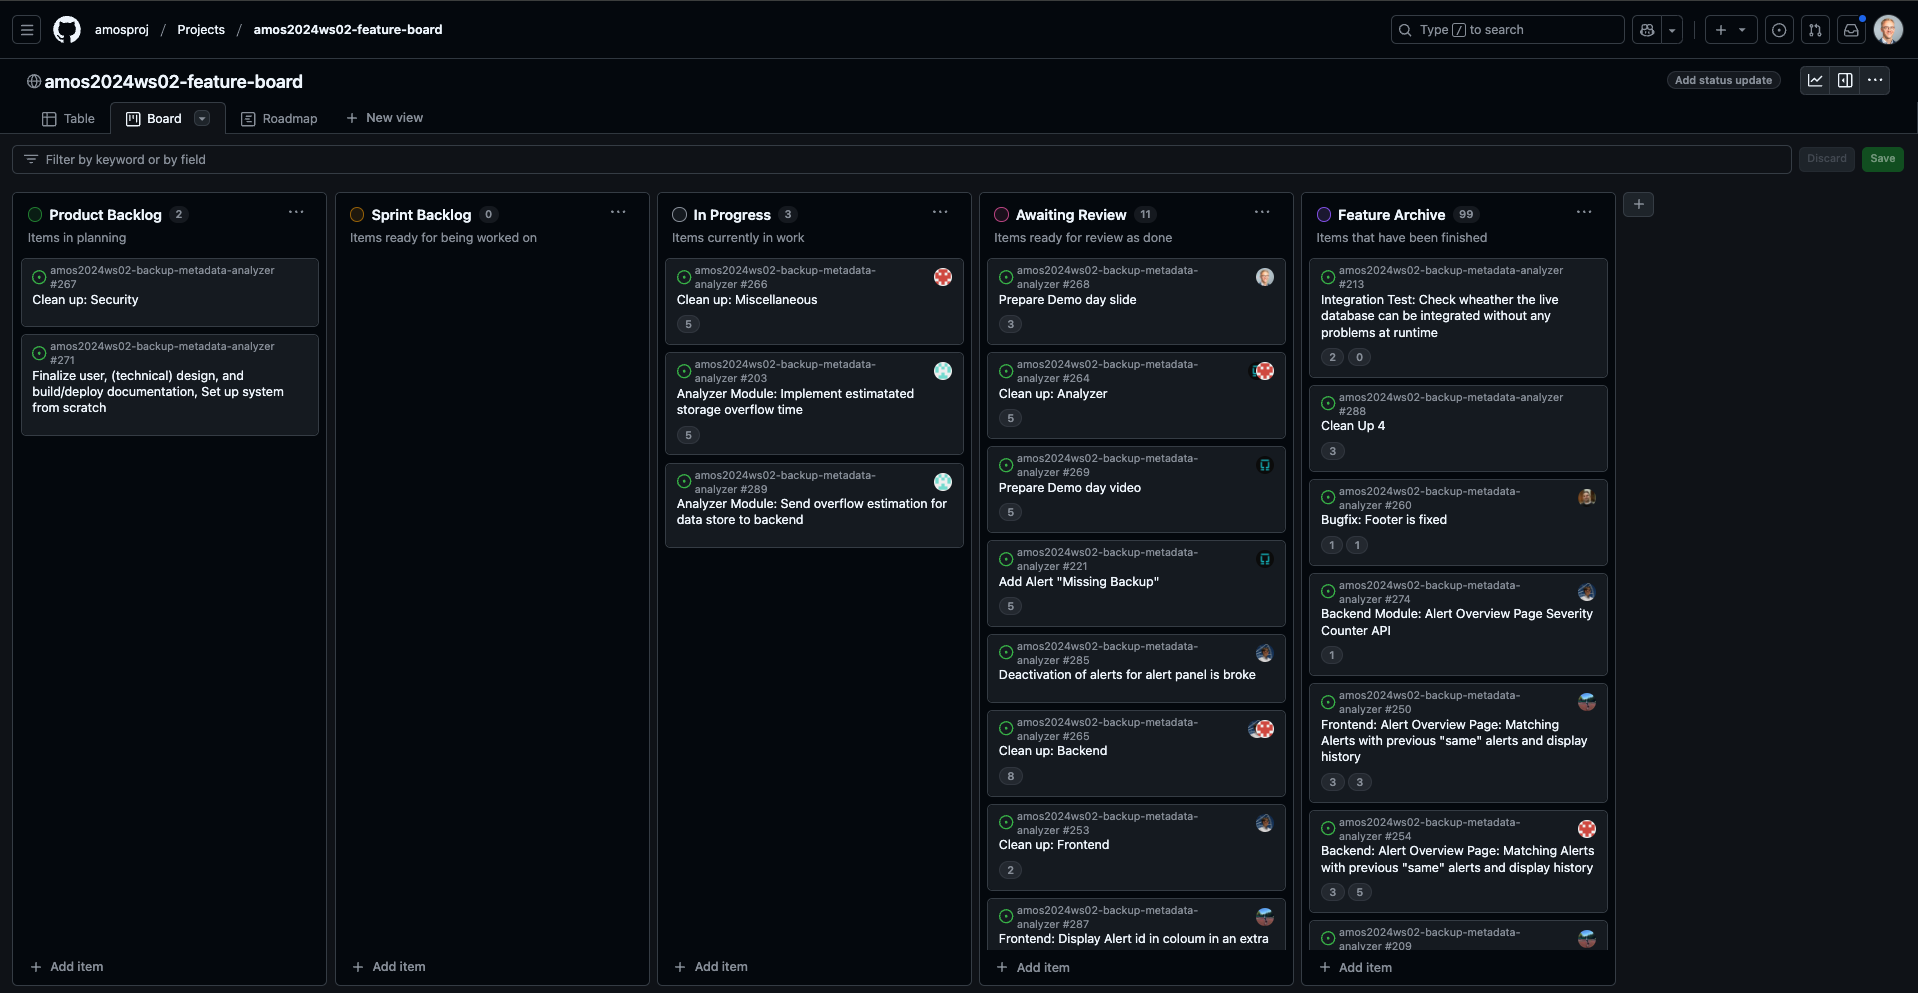 amosproj / Projects / amos2024ws02-feature-board
Type / to search
amos2024ws02-feature-board
Add status update
Table
Board
Roadmap
New view
Filter by keyword or by field
Discard
Save
Product Backlog 2
Items in planning
amos2024ws02-backup-metadata-analyzer
#267
Clean up: Security
amos2024ws02-backup-metadata-analyzer
#271
Finalize user, (technical) design, and
build/deploy documentation, Set up system
from scratch
Add item
Sprint Backlog 0
Items ready for being worked on
Add item
In Progress 3
Items currently in work
amos2024ws02-backup-metadata-
analyzer #266
Clean up: Miscellaneous
5
amos2024ws02-backup-metadata-
analyzer #203
Analyzer Module: Implement estimatated
storage overflow time
5
amos2024ws02-backup-metadata-
analyzer #289
Analyzer Module: Send overflow estimation for
data store to backend
Add item
Awaiting Review 11
Items ready for review as done
amos2024ws02-backup-metadata-
analyzer #268
Prepare Demo day slide
3
amos2024ws02-backup-metadata-
analyzer #264
Clean up: Analyzer
5
amos2024ws02-backup-metadata-
analyzer #269
Prepare Demo day video
5
amos2024ws02-backup-metadata-
analyzer #221
Add Alert "Missing Backup"
5
amos2024ws02-backup-metadata-
analyzer #285
Deactivation of alerts for alert panel is broke
amos2024ws02-backup-metadata-
analyzer #265
Clean up: Backend
8
amos2024ws02-backup-metadata-
analyzer #253
Clean up: Frontend
2
amos2024ws02-backup-metadata-
analyzer #287
Frontend: Display Alert id in coloum in an extra
Add item
Feature Archive 99
Items that have been finished
amos2024ws02-backup-metadata-analyzer
#213
Integration Test: Check wheather the live
database can be integrated without any
problems at runtime
2 0
amos2024ws02-backup-metadata-analyzer
#288
Clean Up 4
3
amos2024ws02-backup-metadata-
analyzer #260
Bugfix: Footer is fixed
1 1
amos2024ws02-backup-metadata-
analyzer #274
Backend Module: Alert Overview Page Severity
Counter API
1
amos2024ws02-backup-metadata-
analyzer #250
Frontend: Alert Overview Page: Matching
Alerts with previous "same" alerts and display
history
3 3
amos2024ws02-backup-metadata-
analyzer #254
Backend: Alert Overview Page: Matching Alerts
with previous "same" alerts and display history
3 5
amos2024ws02-backup-metadata-
analyzer #209
Add item